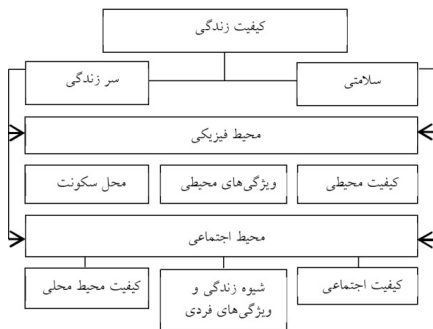 کیفیت زندگی
سلامتی
سر زندگی
محیط فیزیکی
کیفیت محیطی
ویژگی‌های محیطی
محل سکونت
محیط اجتماعی
کیفیت اجتماعی
شیوه زندگی و
ویژگی‌های فردی
کیفیت محیط محلی